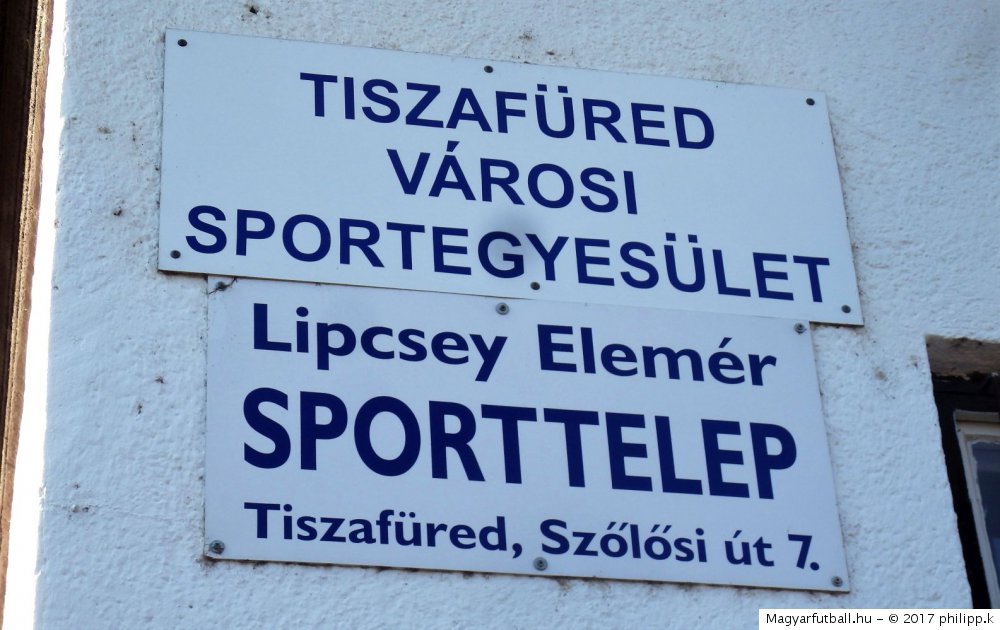 TISZAFÜRED
VÁROSI
SPORTEGYESÜLET
Lipcsey Elemér
SPORTTELEP
Tiszafüred, Szőlősi út 7.
Magyarfutball.hu – © 2017 philipp.k